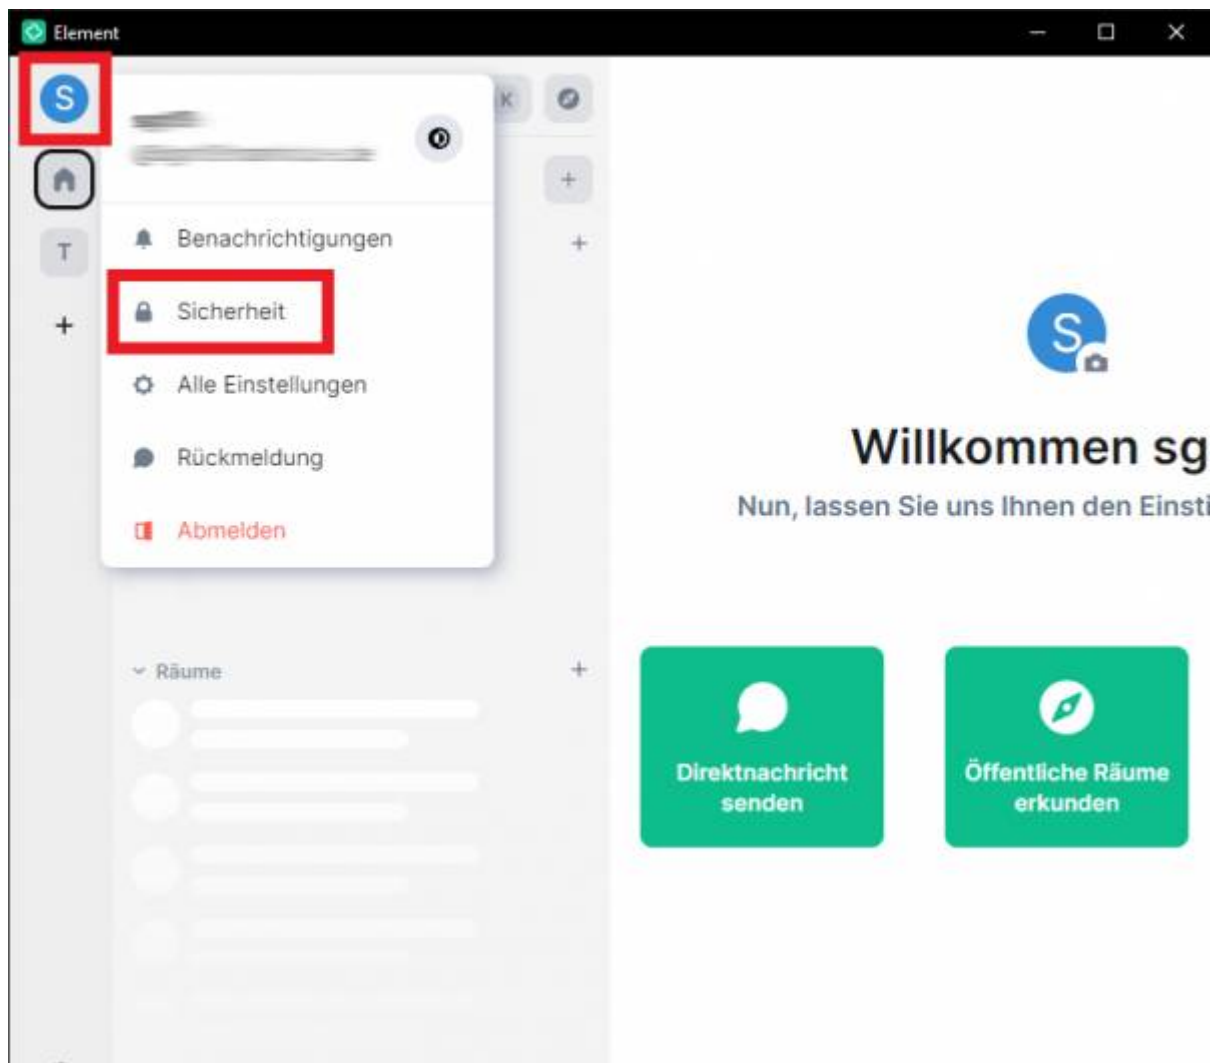 Element
S
K
T
Benachrichtigungen
Sicherheit
Alle Einstellungen
Rückmeldung
Abmelden
Räume
S
Willkommen sg
Nun, lassen Sie uns Ihnen den Einsti
Direktnachricht
senden
Öffentliche Räume
erkunden